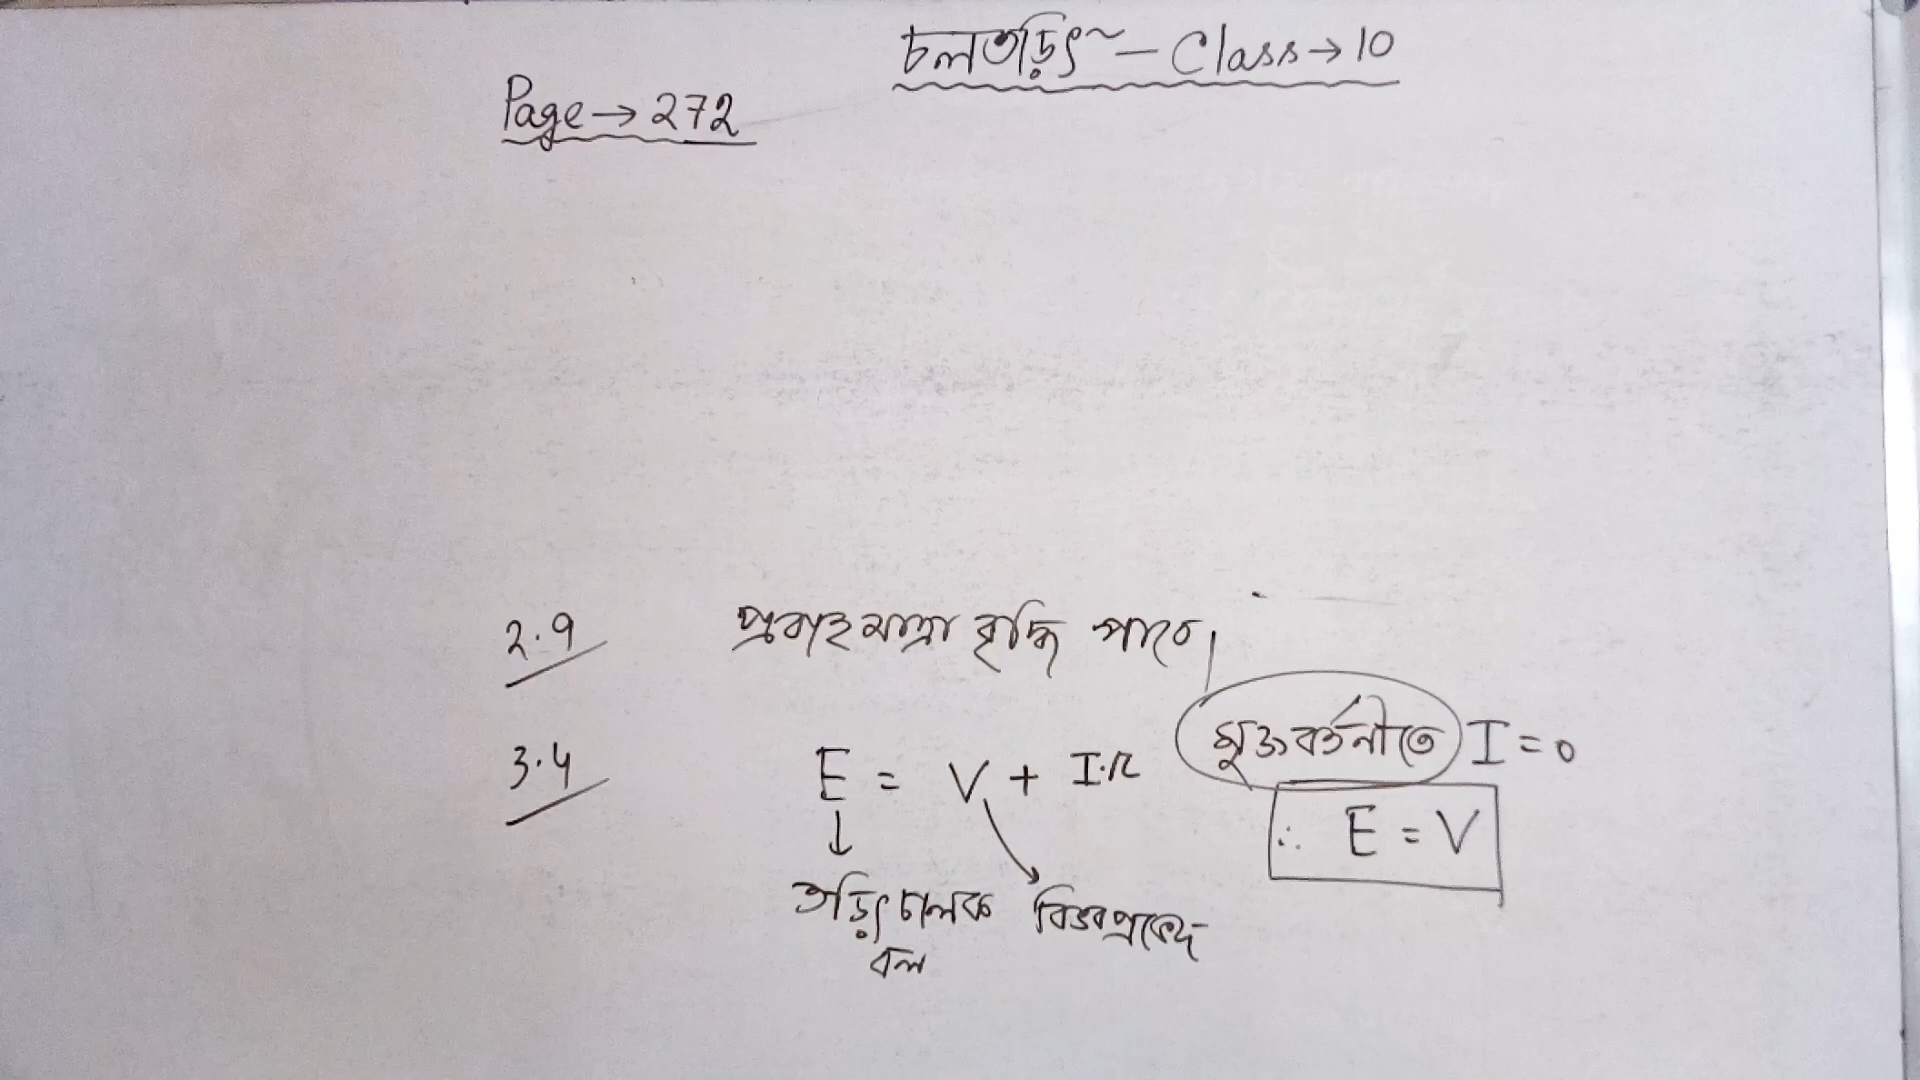 চলতড়িৎ — Class → 10
Page → 272
2.9 প্রবাহমাত্রা বৃদ্ধি পাবে।
3.4 E = V + I.r মুক্তবর্তনীতে I = 0
∴ E = V
তড়িৎচালক বল
বিভবপ্রভেদ